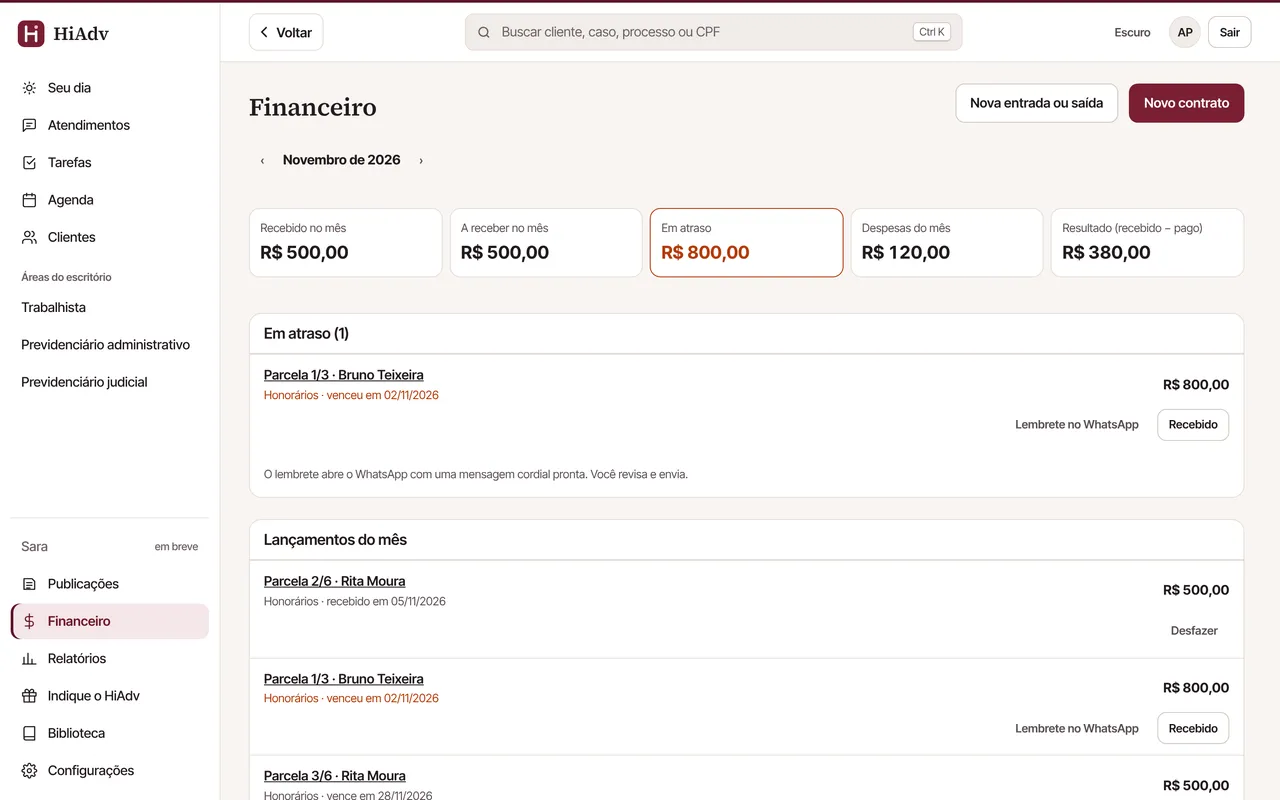 HiAdv
Voltar
Buscar cliente, caso, processo ou CPF
Ctrl K
Escuro
AP
Sair
Seu dia
Atendimentos
Tarefas
Agenda
Clientes
Áreas do escritório
Trabalhista
Previdenciário administrativo
Previdenciário judicial
Sara
em breve
Publicações
Financeiro
Relatórios
Indique o HiAdv
Biblioteca
Configurações
Financeiro
Nova entrada ou saída
Novo contrato
‹ Novembro de 2026 ›
Recebido no mês
R$ 500,00
A receber no mês
R$ 500,00
Em atraso
R$ 800,00
Despesas do mês
R$ 120,00
Resultado (recebido − pago)
R$ 380,00
Em atraso (1)
Parcela 1/3 · Bruno Teixeira
Honorários · venceu em 02/11/2026
R$ 800,00
Lembrete no WhatsApp
Recebido
O lembrete abre o WhatsApp com uma mensagem cordial pronta. Você revisa e envia.
Lançamentos do mês
Parcela 2/6 · Rita Moura
Honorários · recebido em 05/11/2026
R$ 500,00
Desfazer
Parcela 1/3 · Bruno Teixeira
Honorários · venceu em 02/11/2026
R$ 800,00
Lembrete no WhatsApp
Recebido
Parcela 3/6 · Rita Moura
Honorários · vence em 28/11/2026
R$ 500,00